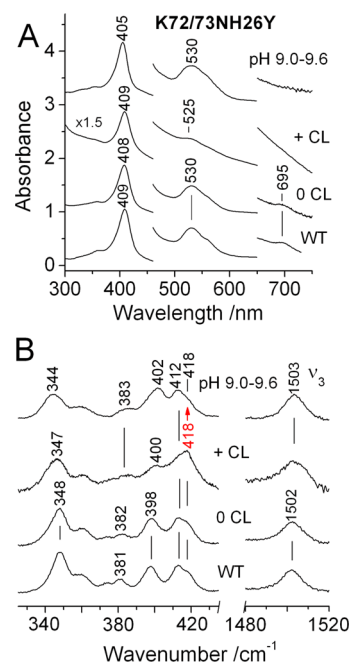 A
K72/73NH26Y
405
530
pH 9.0-9.6
x1.5
409
525
+ CL
408
530
695
0 CL
409
WT
Absorbance
4
3
2
1
0
300 400 500 600 700
Wavelength /nm
B
344
383
402
412
418
pH 9.0-9.6
1503
ν3
347
400
418
+ CL
348
382
398
0 CL
1502
381
WT
340 380 420 1480 1500 1520
Wavenumber /cm-1